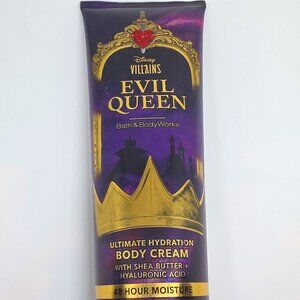 Disney
VILLAINS
EVIL
QUEEN
Bath & Body Works
ULTIMATE HYDRATION
BODY CREAM
WITH SHEA BUTTER +
HYALURONIC ACID
48 HOUR MOISTURE